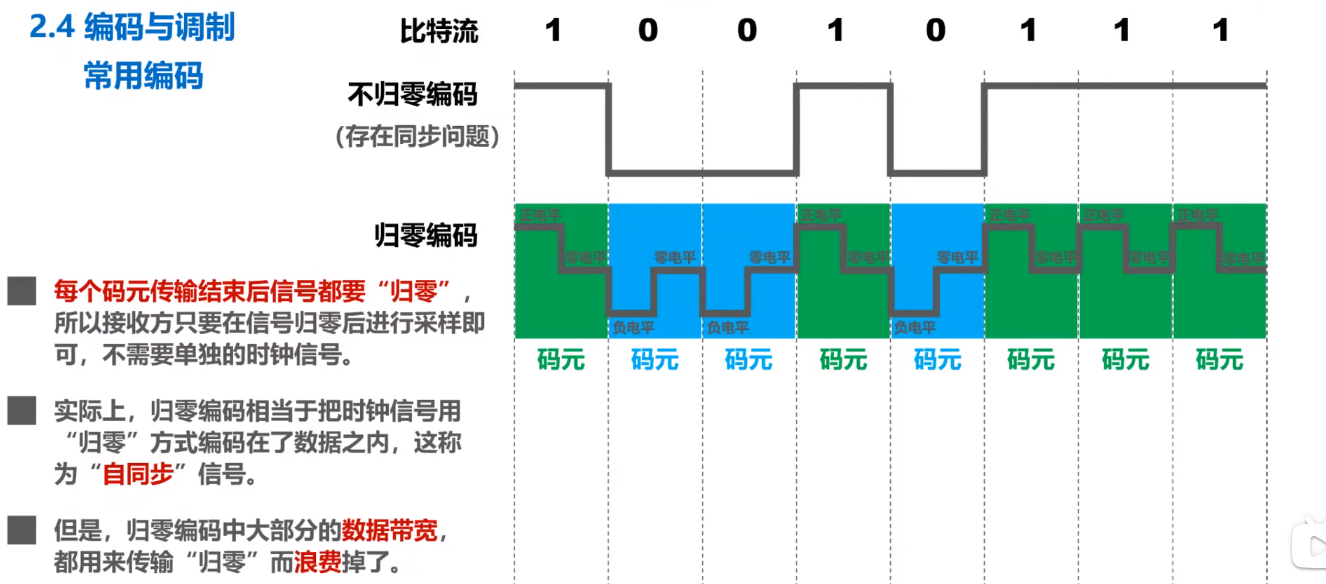 2.4 编码与调制
常用编码
比特流 1 0 0 1 0 1 1 1
不归零编码
(存在同步问题)
归零编码
正电平 正电平 正电平 正电平 正电平
零电平 零电平 零电平 零电平 零电平 零电平 零电平 零电平
负电平 负电平 负电平
码元 码元 码元 码元 码元 码元 码元 码元
每个码元传输结束后信号都要“归零”,
所以接收方只要在信号归零后进行采样即
可，不需要单独的时钟信号。
实际上，归零编码相当于把时钟信号用
“归零”方式编码在了数据之内，这称
为“自同步”信号。
但是，归零编码中大部分的数据带宽，
都用来传输“归零”而浪费掉了。